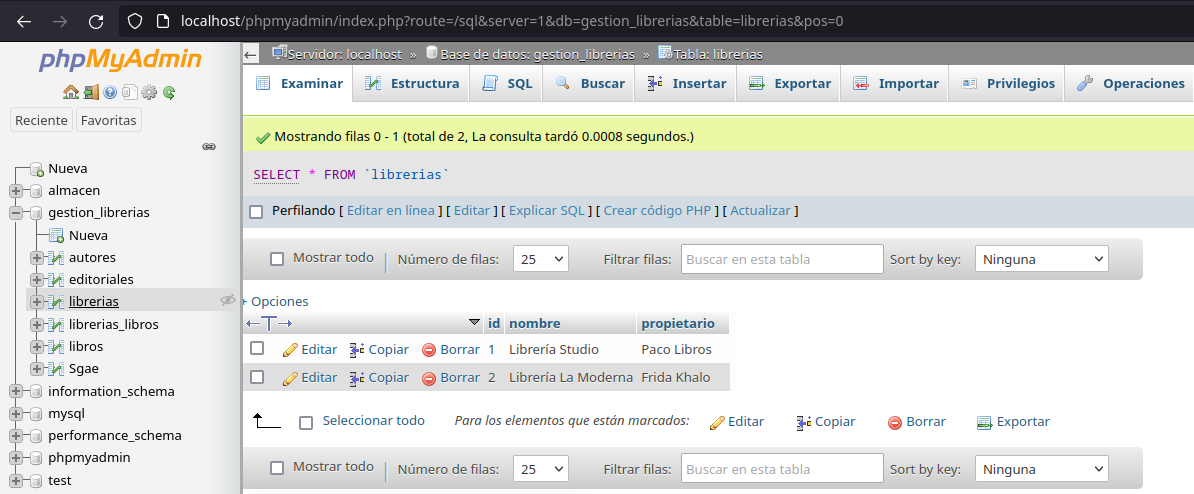 localhost/phpmyadmin/index.php?route=/sql&server=1&db=gestion_librerias&table=librerias&pos=0
phpMyAdmin
Reciente Favoritas
Nueva
almacen
gestion_librerias
Nueva
autores
editoriales
librerias
librerias_libros
libros
Sgae
information_schema
mysql
performance_schema
phpmyadmin
test
Servidor: localhost » Base de datos: gestion_librerias » Tabla: librerias
Examinar Estructura SQL Buscar Insertar Exportar Importar Privilegios Operaciones
Mostrando filas 0 - 1 (total de 2, La consulta tardó 0.0008 segundos.)
SELECT * FROM `librerias`
Perfilando [ Editar en línea ] [ Editar ] [ Explicar SQL ] [ Crear código PHP ] [ Actualizar ]
Mostrar todo | Número de filas: 25 Filtrar filas: Buscar en esta tabla Sort by key: Ninguna
+ Opciones
←T→ id nombre propietario
Editar Copiar Borrar 1 Librería Studio Paco Libros
Editar Copiar Borrar 2 Librería La Moderna Frida Khalo
Seleccionar todo Para los elementos que están marcados: Editar Copiar Borrar Exportar
Mostrar todo | Número de filas: 25 Filtrar filas: Buscar en esta tabla Sort by key: Ninguna